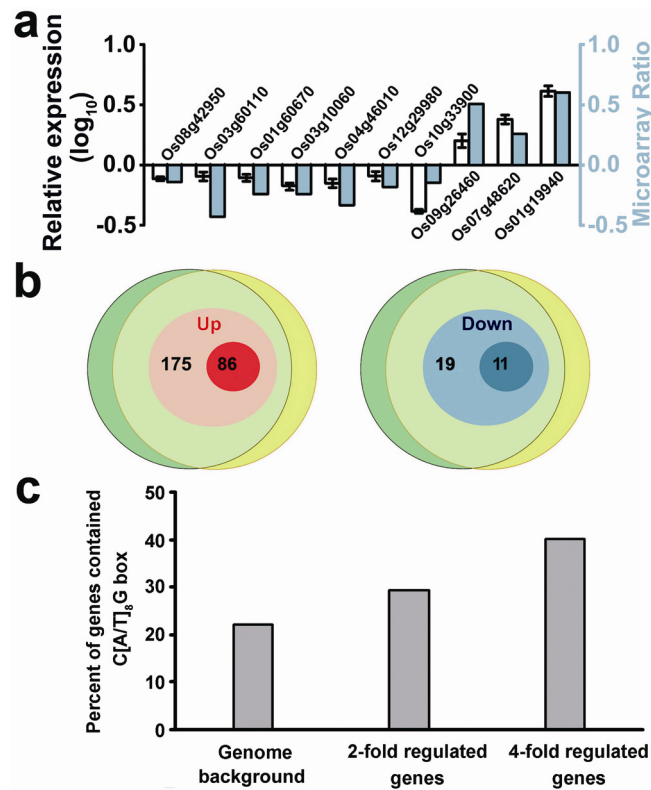 a
Relative expression
(log10)
1.0
0.5
0.0
-0.5
Os08g42950
Os03g60110
Os01g60670
Os03g10060
Os04g46010
Os12g29980
Os10g33900
Os09g26460
Os07g48620
Os01g19940
1.0
0.5
0.0
-0.5
Microarray Ratio
b
Up
175 86
Down
19 11
c
Percent of genes contained
C[A/T]8G box
50
40
30
20
10
0
Genome
background
2-fold regulated
genes
4-fold regulated
genes